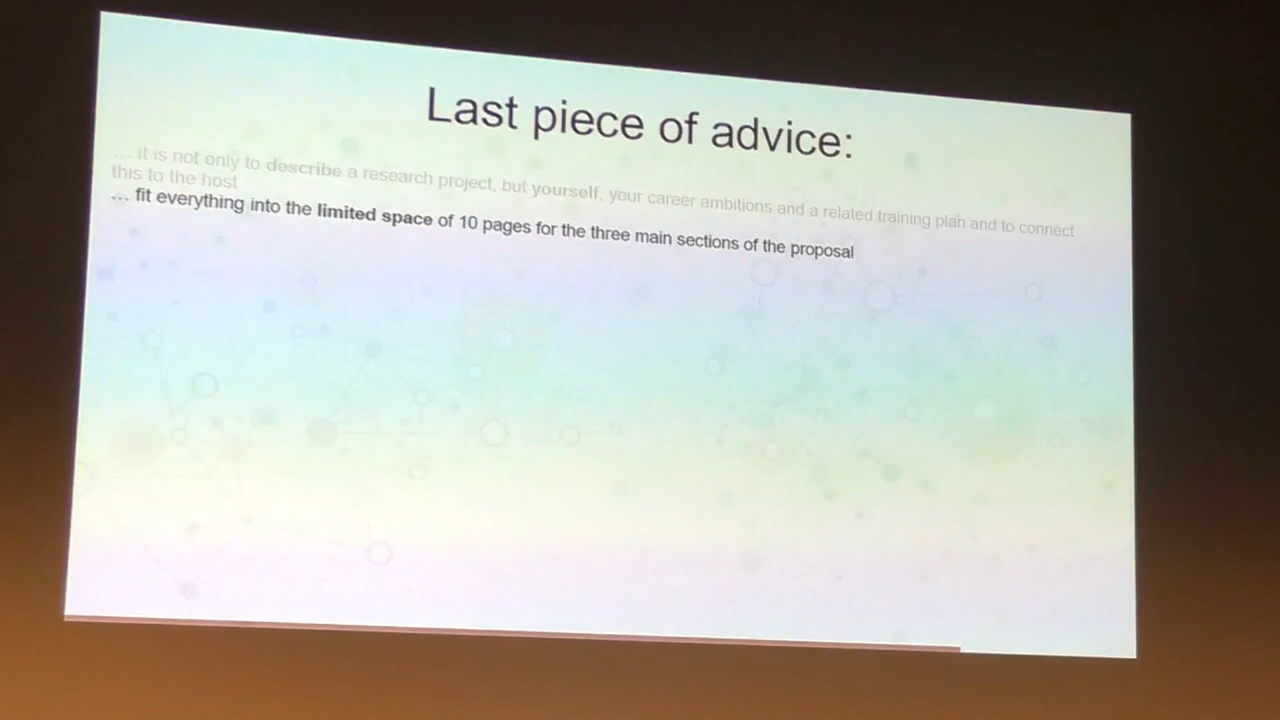 Last piece of advice:
... it is not only to describe a research project, but yourself, your career ambitions and a related training plan and to connect
this to the host
... fit everything into the limited space of 10 pages for the three main sections of the proposal